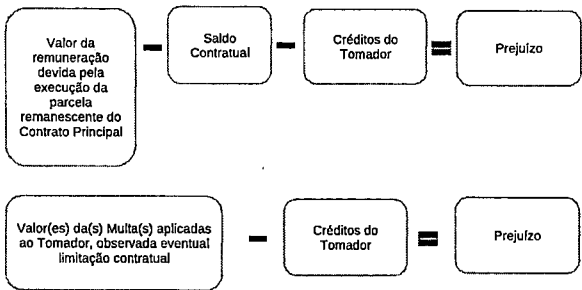 Valor da
remuneração
devida pela
execução da
parcela
remanescente do
Contrato Principal
Saldo
Contratual
Créditos do
Tomador
Prejuízo
Valor(es) da(s) Multa(s) aplicadas
ao Tomador, observada eventual
limitação contratual
Créditos do
Tomador
Prejuízo